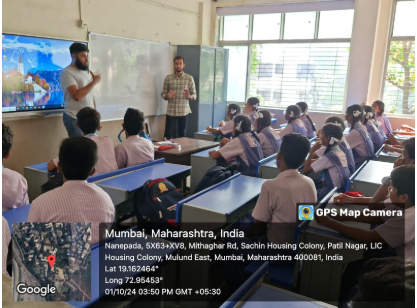 GPS Map Camera
Mumbai, Maharashtra, India
Nanepada, 5X63+XV8, Mithaghar Rd, Sachin Housing Colony, Patil Nagar, LIC
Housing Colony, Mulund East, Mumbai, Maharashtra 400081, India
Lat 19.162464°
Long 72.95453°
01/10/24 03:50 PM GMT +05:30
Google